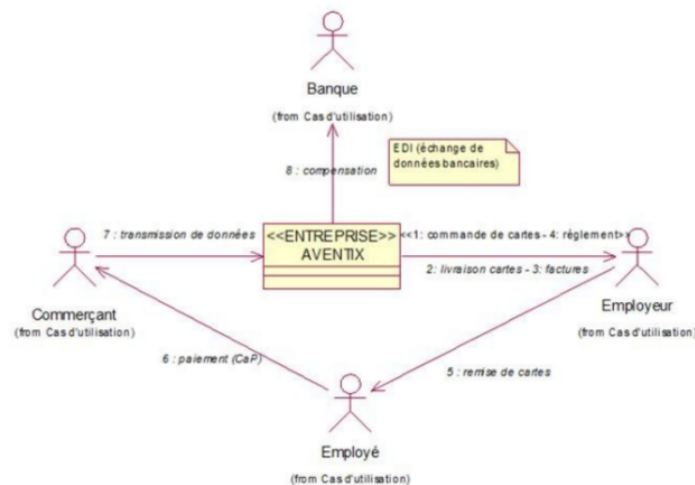 Banque
(from Cas d'utilisation)
EDI (échange de
données bancaires)
8 : compensation
7 : transmission de données
<<ENTREPRISE>>
AVENTIX
<<1: commande de cartes - 4: réglement>>
2: livraison cartes - 3: factures
Commerçant
(from Cas d'utilisation)
Employeur
(from Cas d'utilisation)
6 : paiement (CaP)
5 : remise de cartes
Employé
(from Cas d'utilisation)